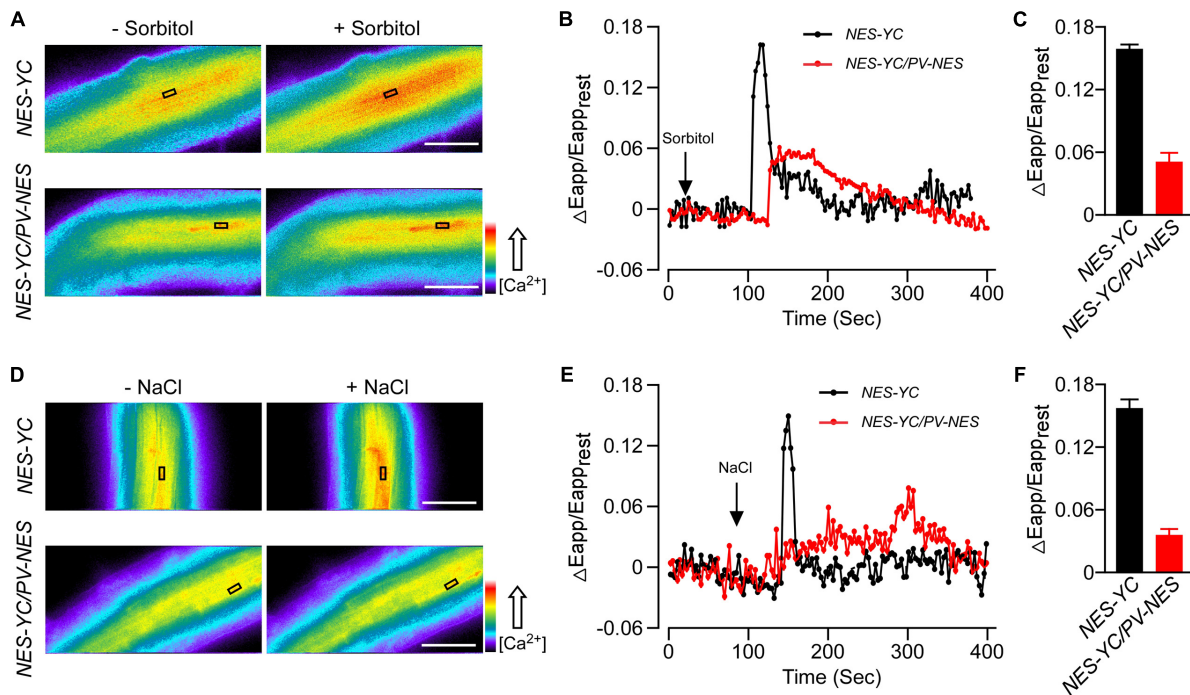 A
- Sorbitol
+ Sorbitol
NES-YC
NES-YC/PV-NES
[Ca2+]
B
△Eapp/Eapprest
0.18
0.12
0.06
0
-0.06
Sorbitol
NES-YC
NES-YC/PV-NES
0
100
200
300
400
Time (Sec)
C
△Eapp/Eapprest
0.18
0.12
0.06
0
NES-YC
NES-YC/PV-NES
D
- NaCl
+ NaCl
NES-YC
NES-YC/PV-NES
[Ca2+]
E
△Eapp/Eapprest
0.18
0.12
0.06
0
-0.06
NaCl
NES-YC
NES-YC/PV-NES
0
100
200
300
400
Time (Sec)
F
△Eapp/Eapprest
0.18
0.12
0.06
0
NES-YC
NES-YC/PV-NES